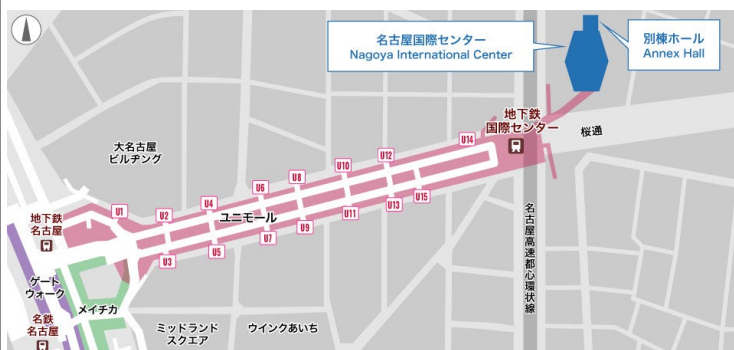 名古屋国際センター
Nagoya International Center
別棟ホール
Annex Hall
地下鉄
国際センター
桜通
大名古屋
ビルヂング
U14
U12
U10
U8
U6
U4
U2
U1
ユニモール
U15
U13
U11
U9
U7
U5
U3
地下鉄
名古屋
ゲート
ウォーク
メイチカ
名鉄
名古屋
ミッドランド
スクエア
ウインクあいち
名古屋高速都心環状線